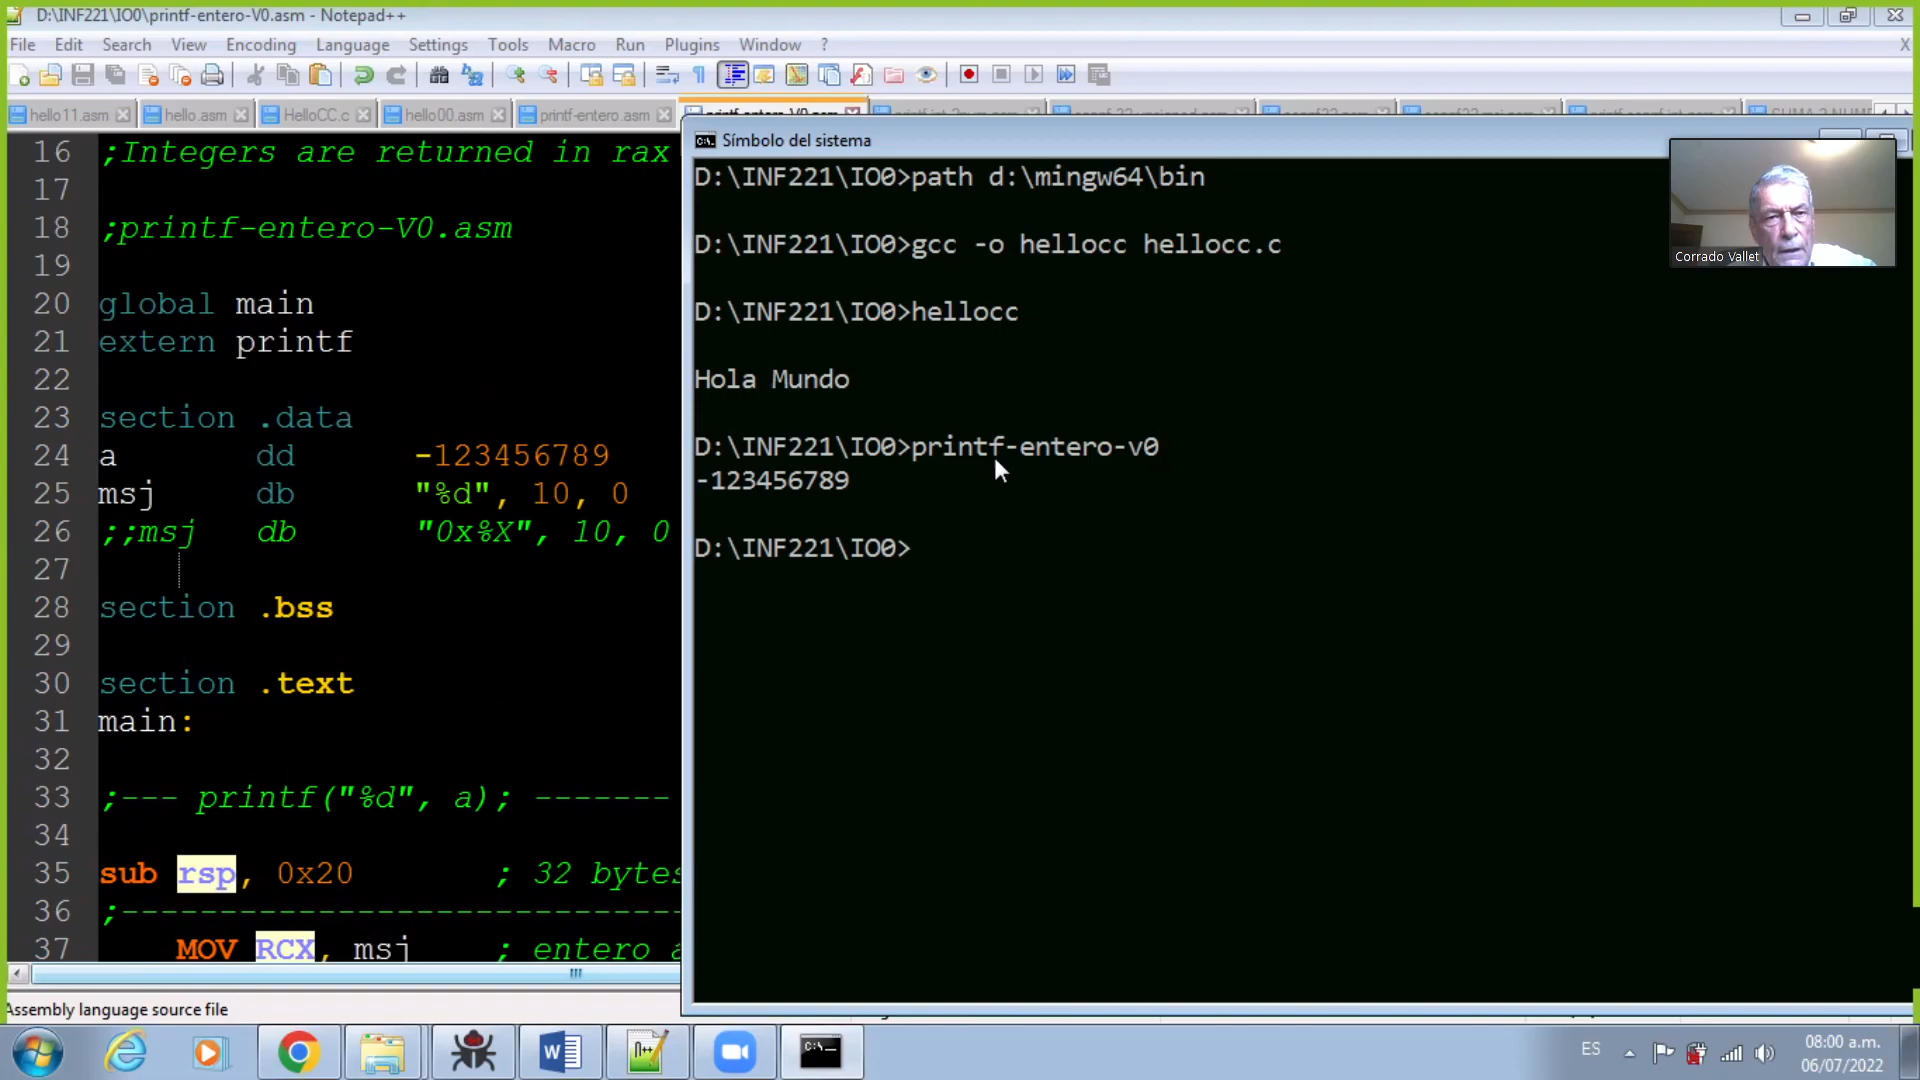 D:\INF221\IO0\printf-entero-V0.asm - Notepad++
File Edit Search View Encoding Language Settings Tools Macro Run Plugins Window ? X
hello11.asm hello.asm HelloCC.c hello00.asm printf-entero.asm printf-entero-V0.asm
16 ;Integers are returned in rax
17
18 ;printf-entero-V0.asm
19
20 global main
21 extern printf
22
23 section .data
24 a dd -123456789
25 msj db "%d", 10, 0
26 ;;msj db "0x%X", 10, 0
27
28 section .bss
29
30 section .text
31 main:
32
33 ;--- printf("%d", a); -------
34
35 sub rsp, 0x20 ; 32 bytes
36 ;-----------------------------
37 MOV RCX, msj ; entero a
Assembly language source file
Símbolo del sistema
D:\INF221\IO0>path d:\mingw64\bin
D:\INF221\IO0>gcc -o hellocc hellocc.c
D:\INF221\IO0>hellocc
Hola Mundo
D:\INF221\IO0>printf-entero-v0
-123456789
D:\INF221\IO0>
Corrado Vallet
ES
08:00 a.m.
06/07/2022